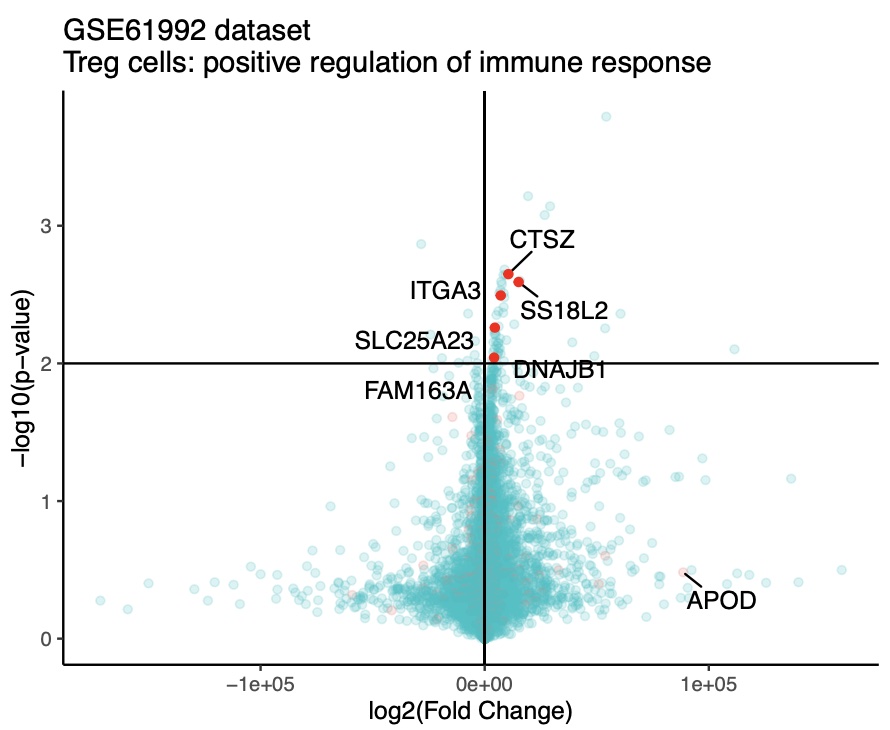 GSE61992 dataset
Treg cells: positive regulation of immune response
CTSZ
ITGA3
SS18L2
SLC25A23
DNAJB1
FAM163A
APOD
3
2
1
0
−log10(p−value)
−1e+05
0e+00
1e+05
log2(Fold Change)